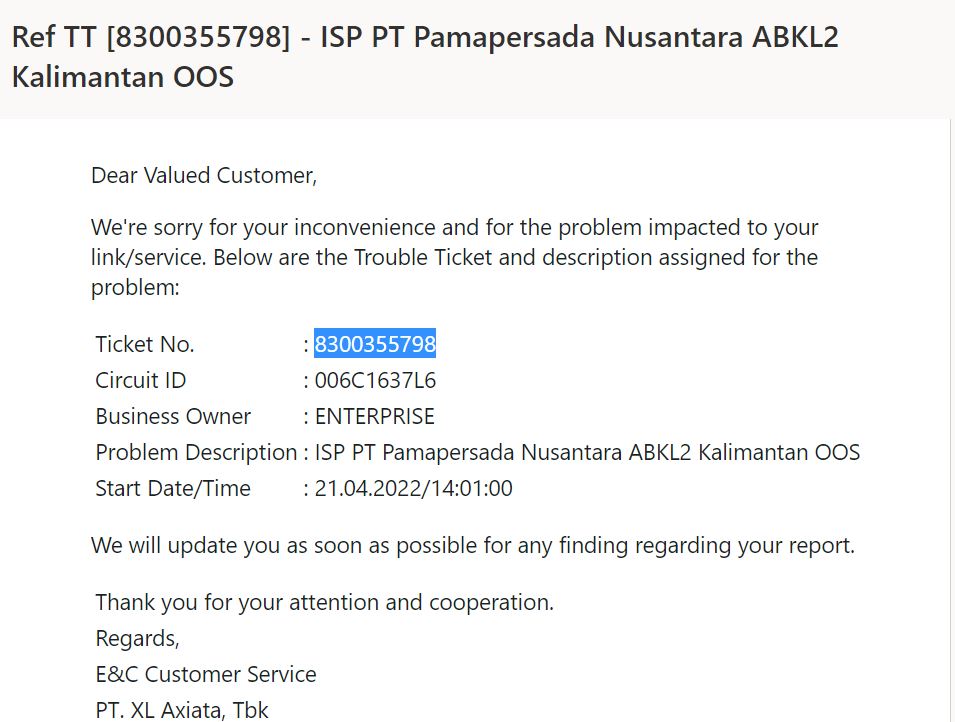 Ref TT [8300355798] - ISP PT Pamapersada Nusantara ABKL2
Kalimantan OOS
Dear Valued Customer,
We're sorry for your inconvenience and for the problem impacted to your
link/service. Below are the Trouble Ticket and description assigned for the
problem:
Ticket No. : 8300355798
Circuit ID : 006C1637L6
Business Owner : ENTERPRISE
Problem Description : ISP PT Pamapersada Nusantara ABKL2 Kalimantan OOS
Start Date/Time : 21.04.2022/14:01:00
We will update you as soon as possible for any finding regarding your report.
Thank you for your attention and cooperation.
Regards,
E&C Customer Service
PT. XL Axiata, Tbk